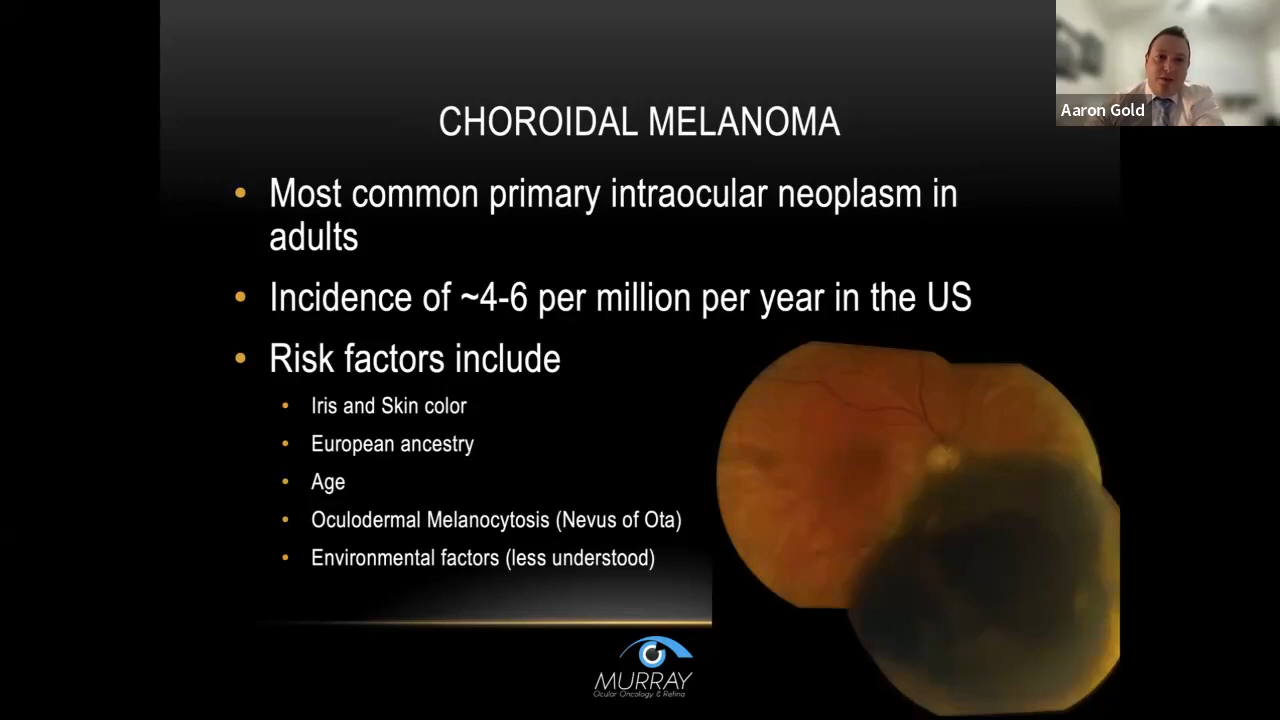 Aaron Gold
CHOROIDAL MELANOMA
• Most common primary intraocular neoplasm in
adults
• Incidence of ~4-6 per million per year in the US
• Risk factors include
• Iris and Skin color
• European ancestry
• Age
• Oculodermal Melanocytosis (Nevus of Ota)
• Environmental factors (less understood)
MURRAY
Ocular Oncology & Retina